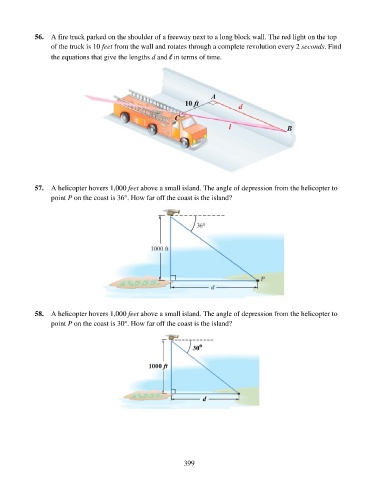 56. A fire truck parked on the shoulder of a freeway next to a long block wall. The red light on the top
of the truck is 10 feet from the wall and rotates through a complete revolution every 2 seconds. Find
the equations that give the lengths d and ℓ in terms of time.
A
10 ft
d
C
l
B
57. A helicopter hovers 1,000 feet above a small island. The angle of depression from the helicopter to
point P on the coast is 36°. How far off the coast is the island?
36°
1000 ft
P
d
58. A helicopter hovers 1,000 feet above a small island. The angle of depression from the helicopter to
point P on the coast is 30°. How far off the coast is the island?
30⁰
1000 ft
d
399